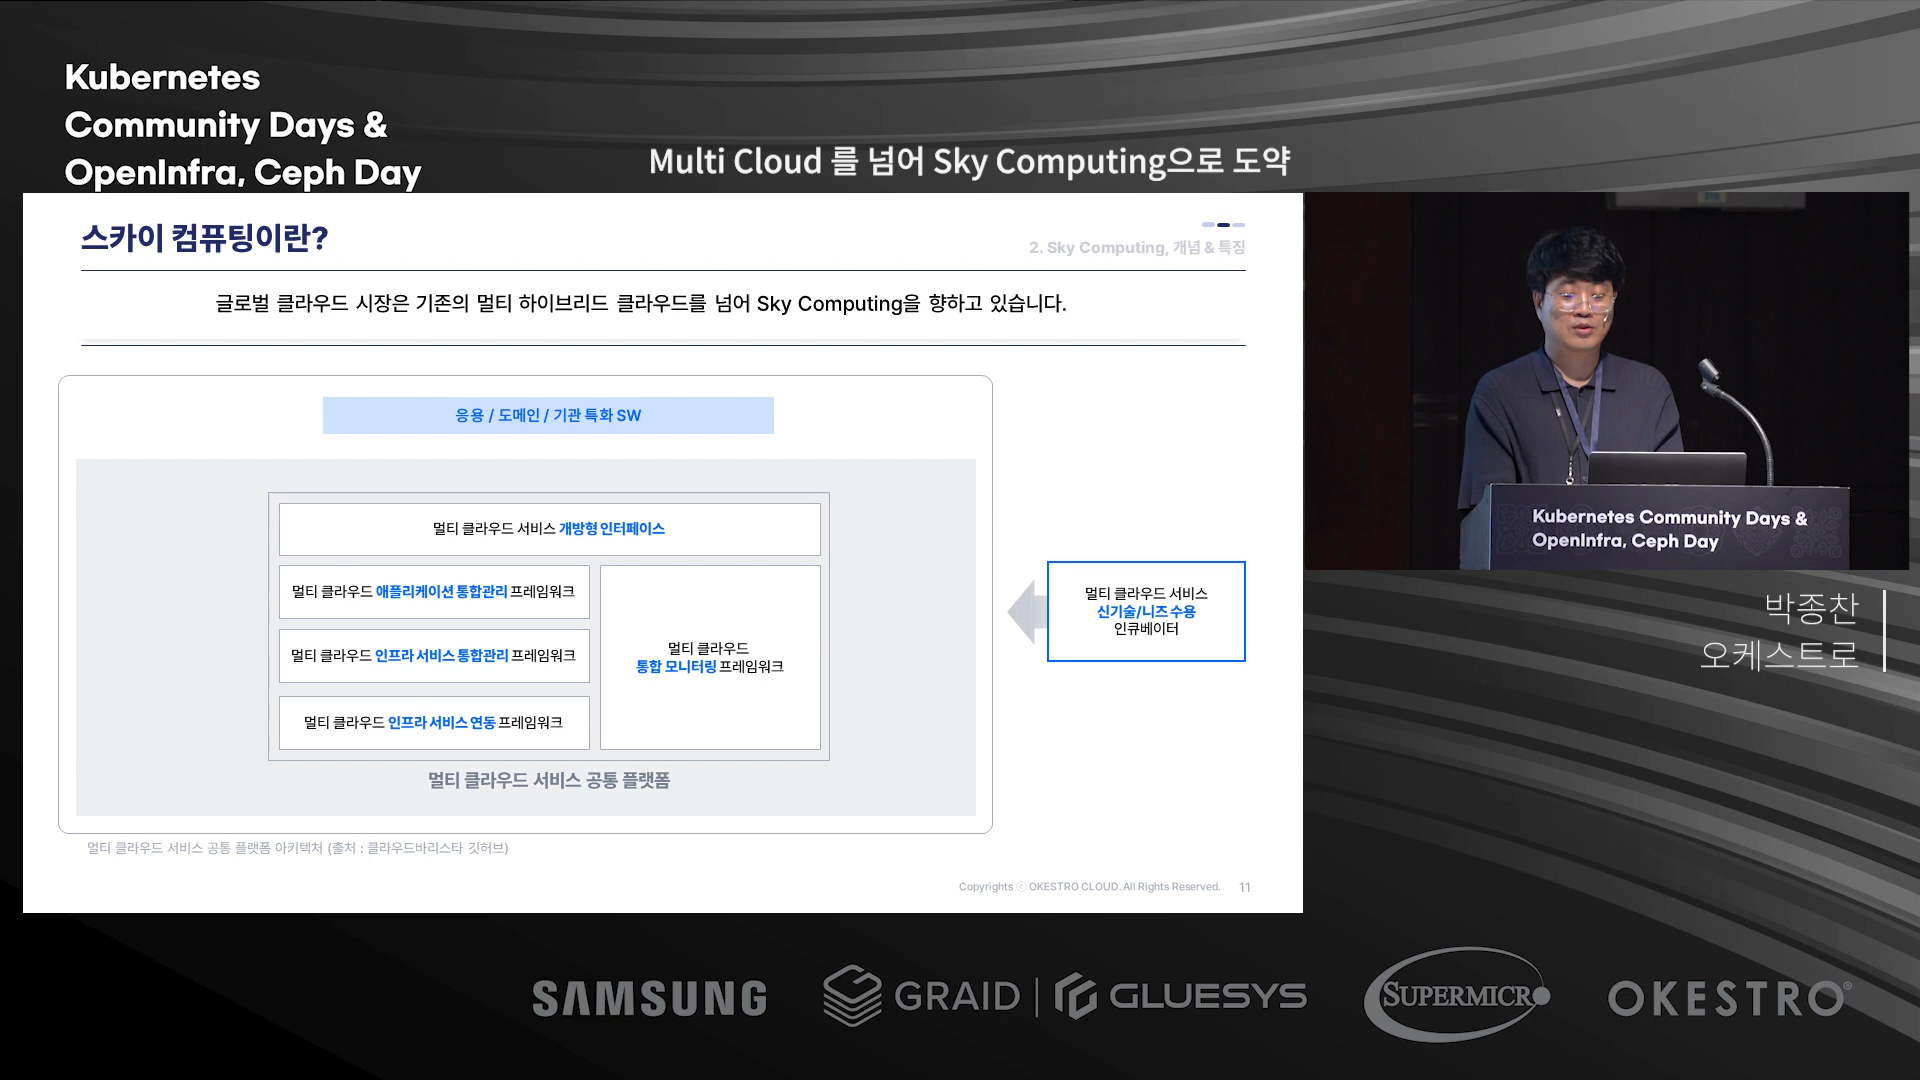 Kubernetes
Community Days &
OpenInfra, Ceph Day
Multi Cloud 를 넘어 Sky Computing으로 도약
스카이 컴퓨팅이란?
2. Sky Computing, 개념 & 특징
글로벌 클라우드 시장은 기존의 멀티 하이브리드 클라우드를 넘어 Sky Computing을 향하고 있습니다.
응용 / 도메인 / 기관 특화 SW
멀티 클라우드 서비스 개방형 인터페이스
멀티 클라우드 애플리케이션 통합관리 프레임워크
멀티 클라우드 인프라 서비스 통합관리 프레임워크
멀티 클라우드 인프라 서비스 연동 프레임워크
멀티 클라우드
통합 모니터링 프레임워크
멀티 클라우드 서비스 공통 플랫폼
멀티 클라우드 서비스
신기술/니즈 수용
인큐베이터
멀티 클라우드 서비스 공통 플랫폼 아키텍처 (출처 : 클라우드바리스타 깃허브)
Copyrights ⓒ OKESTRO CLOUD. All Rights Reserved. 11
Kubernetes Community Days &
OpenInfra, Ceph Day
박종찬
오케스트로
SAMSUNG
GRAID | GLUESYS
SUPERMICRO
OKESTRO®